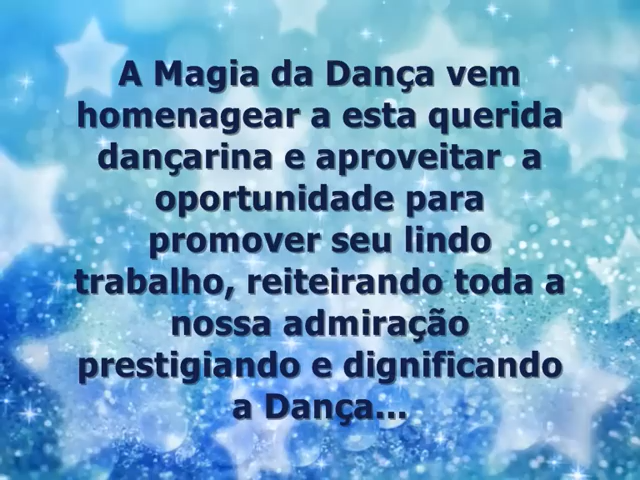 A Magia da Dança vem
homenagear a esta querida
dançarina e aproveitar  a
oportunidade para
promover seu lindo
trabalho, reiteirando toda a
nossa admiração
prestigiando e dignificando
a Dança...